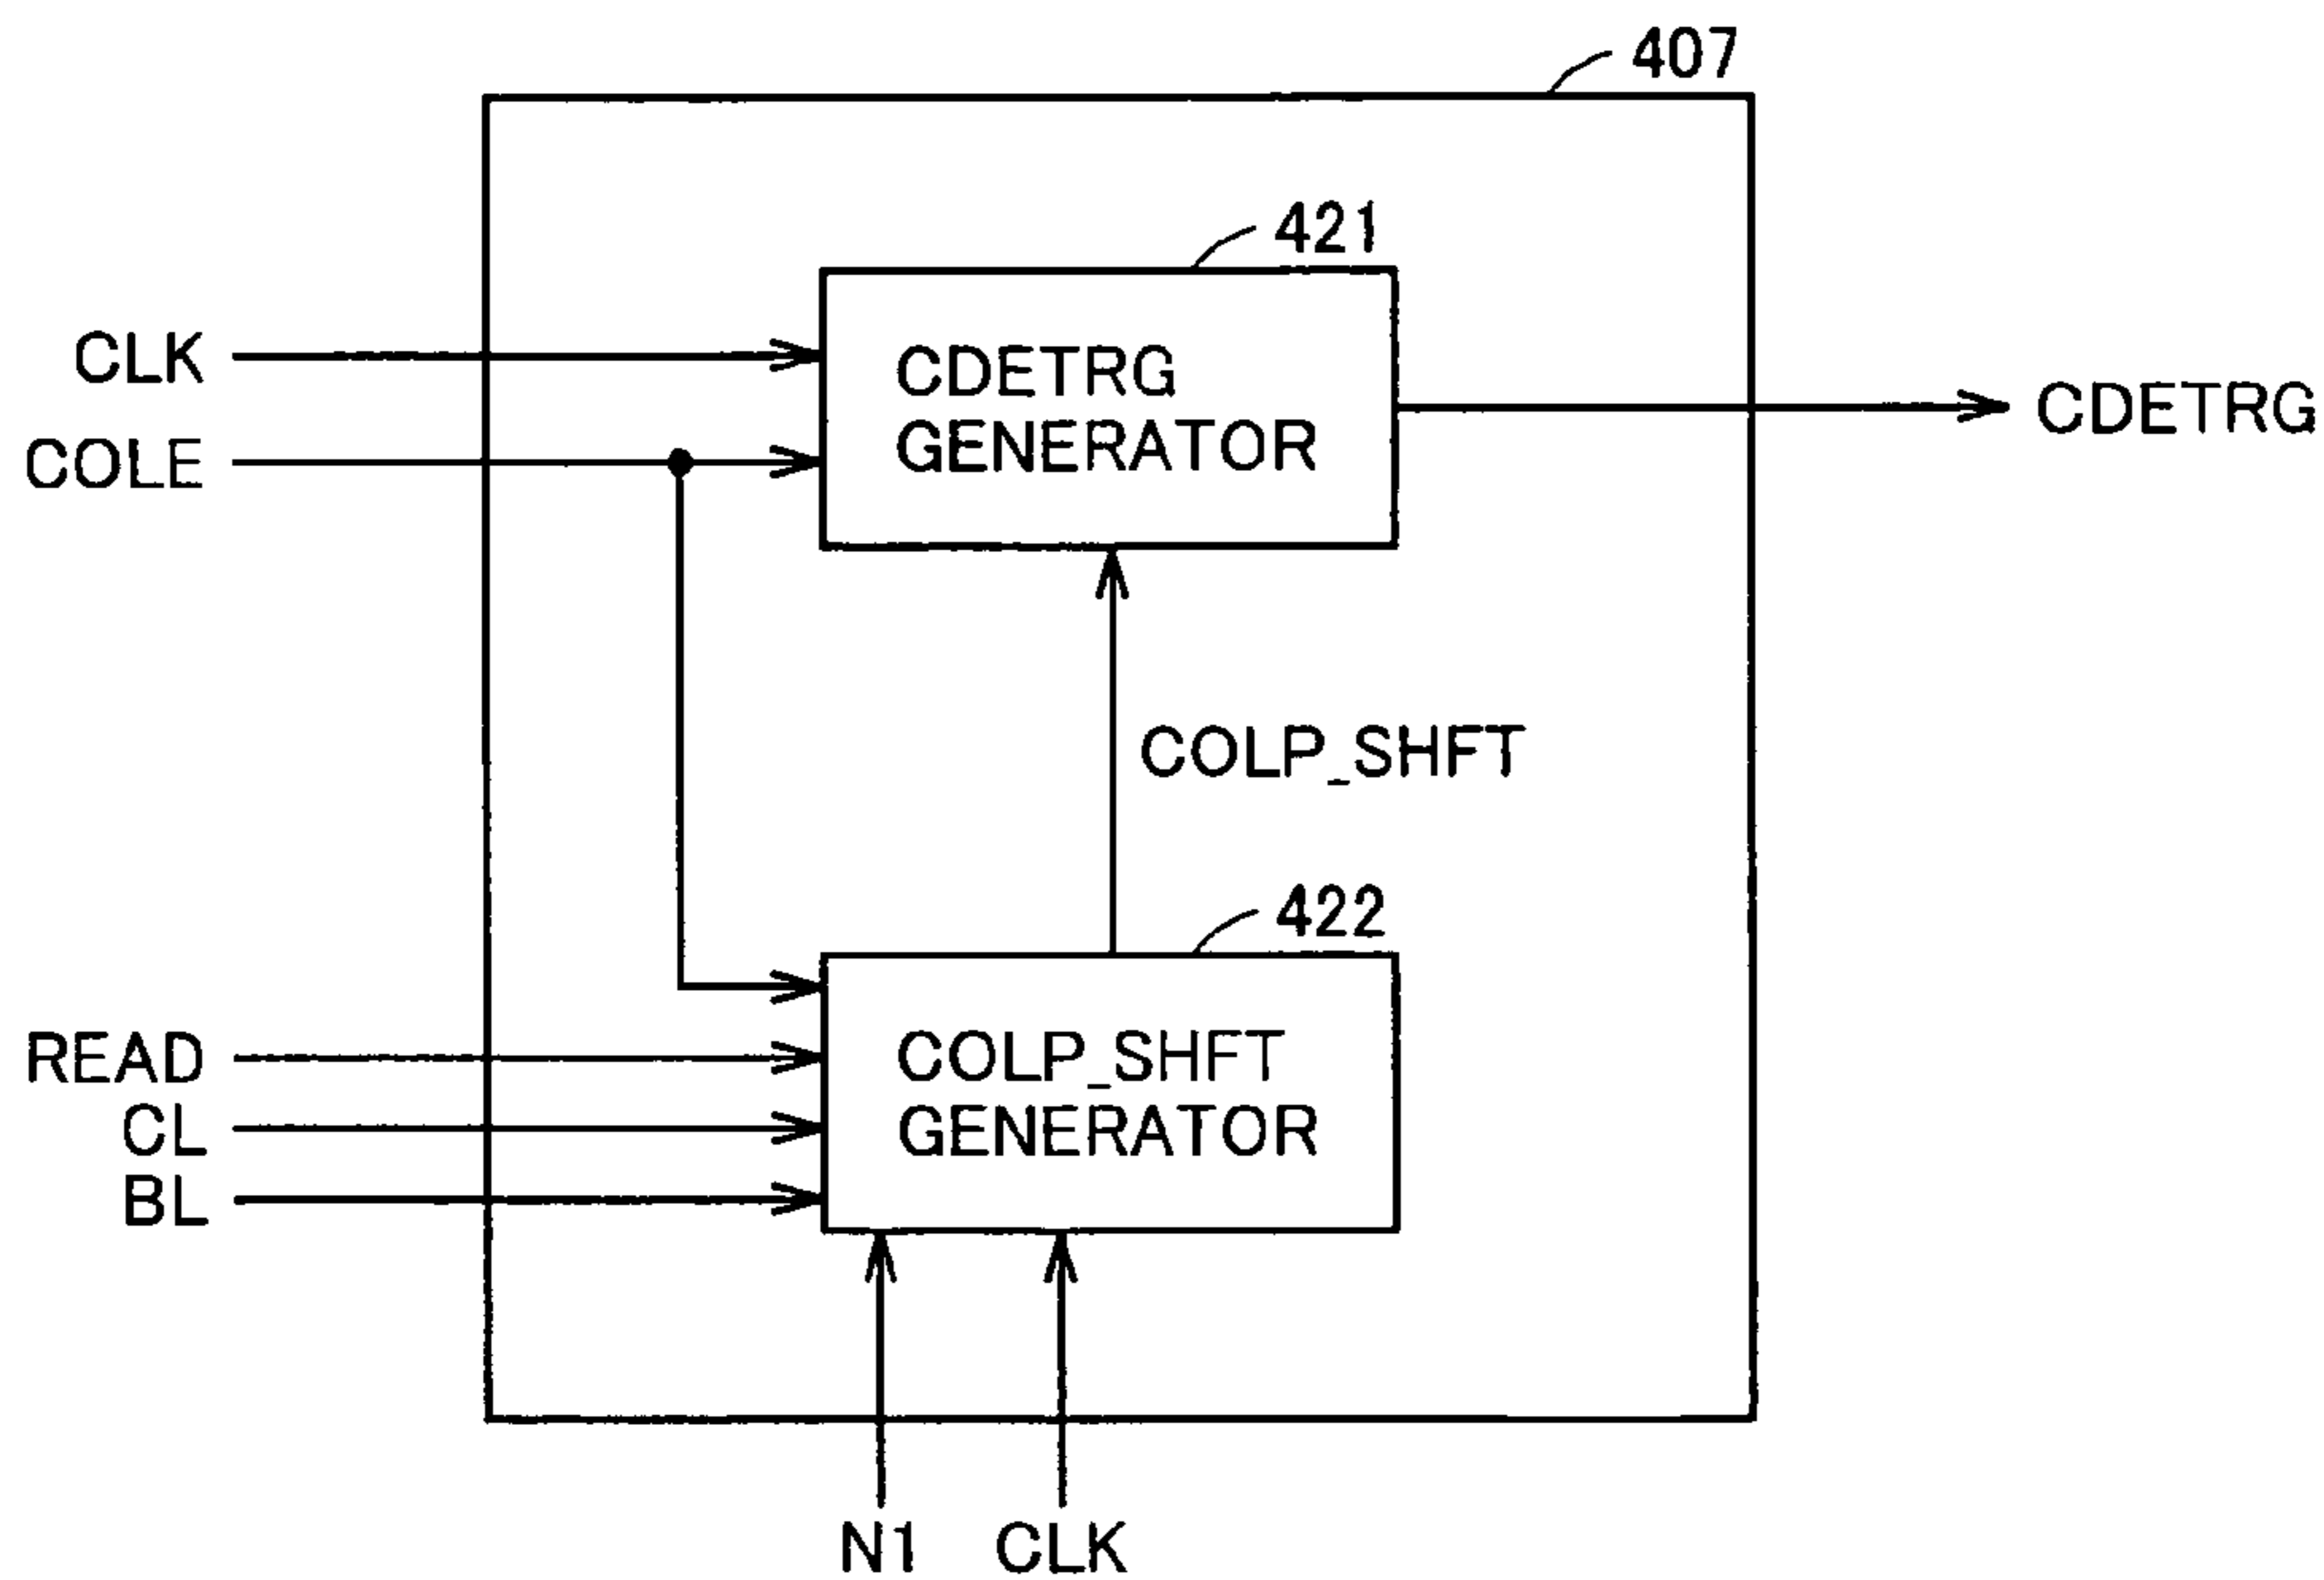 407
421
CLK
CDETRG
GENERATOR
CDETRG
COLE
COLP_SHFT
422
READ
CL
BL
COLP_SHFT
GENERATOR
N1
CLK